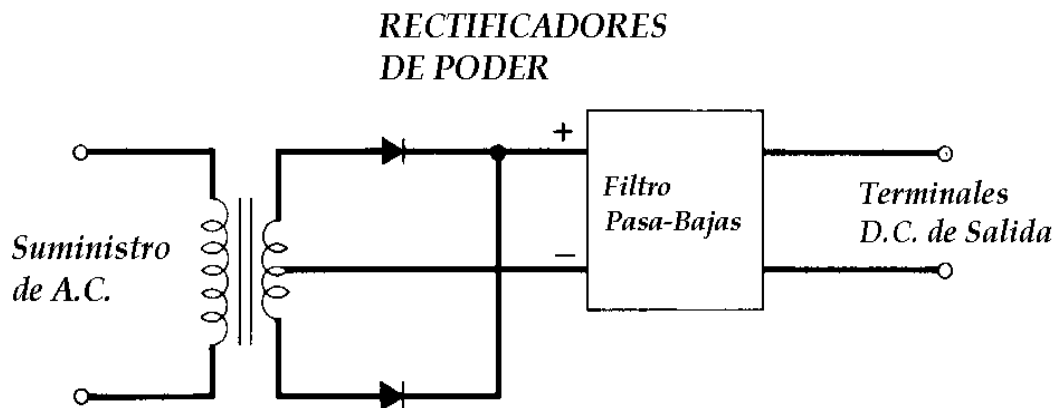 RECTIFICADORES
DE PODER
+
Filtro
Pasa-Bajas
Terminales
D.C. de Salida
Suministro
de A.C.
−